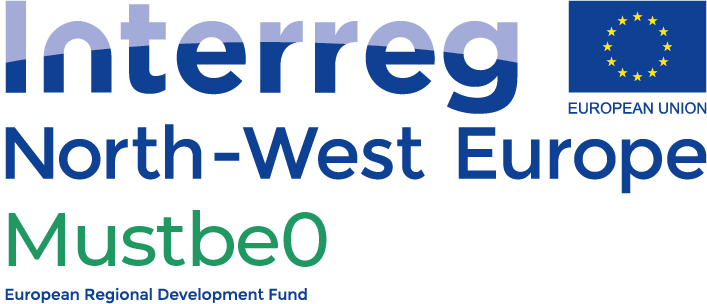 Interreg
EUROPEAN UNION
North-West Europe
Mustbe0
European Regional Development Fund